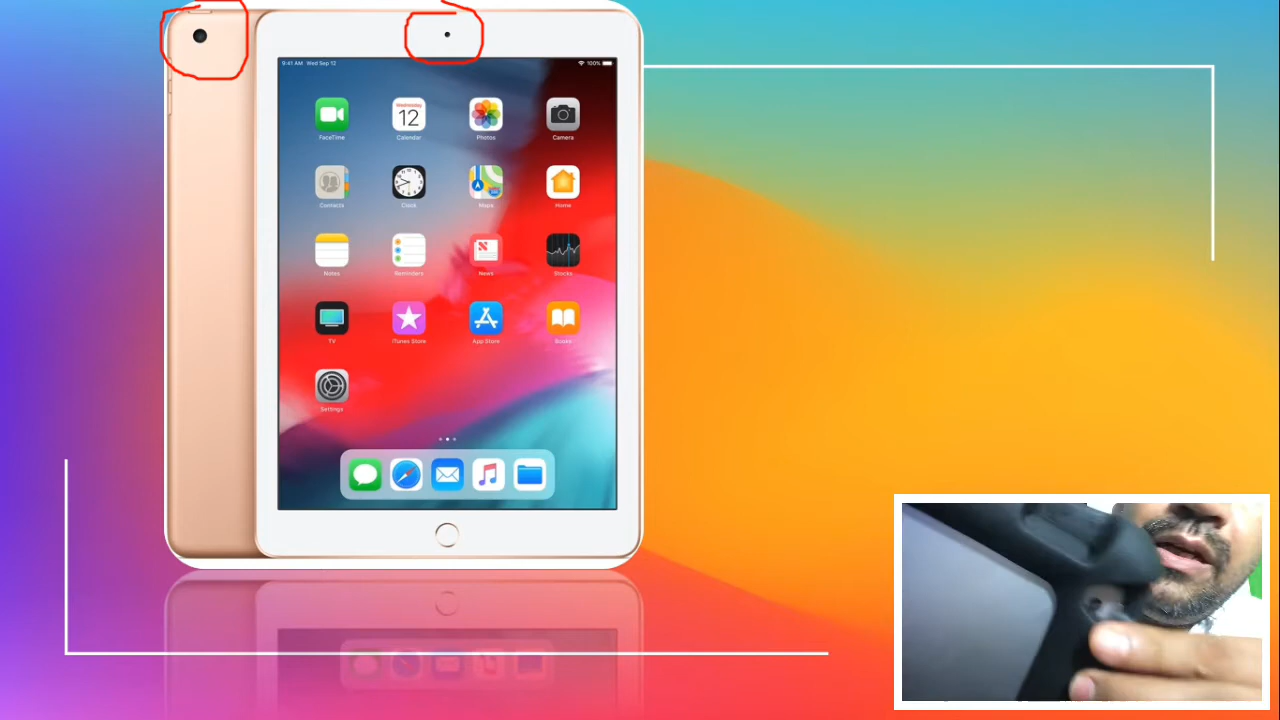 9:41 AM Wed Sep 12 100%
Wednesday
12
FaceTime Calendar Photos Camera
Contacts Clock Maps Home
Notes Reminders News Stocks
TV iTunes Store App Store Books
Settings